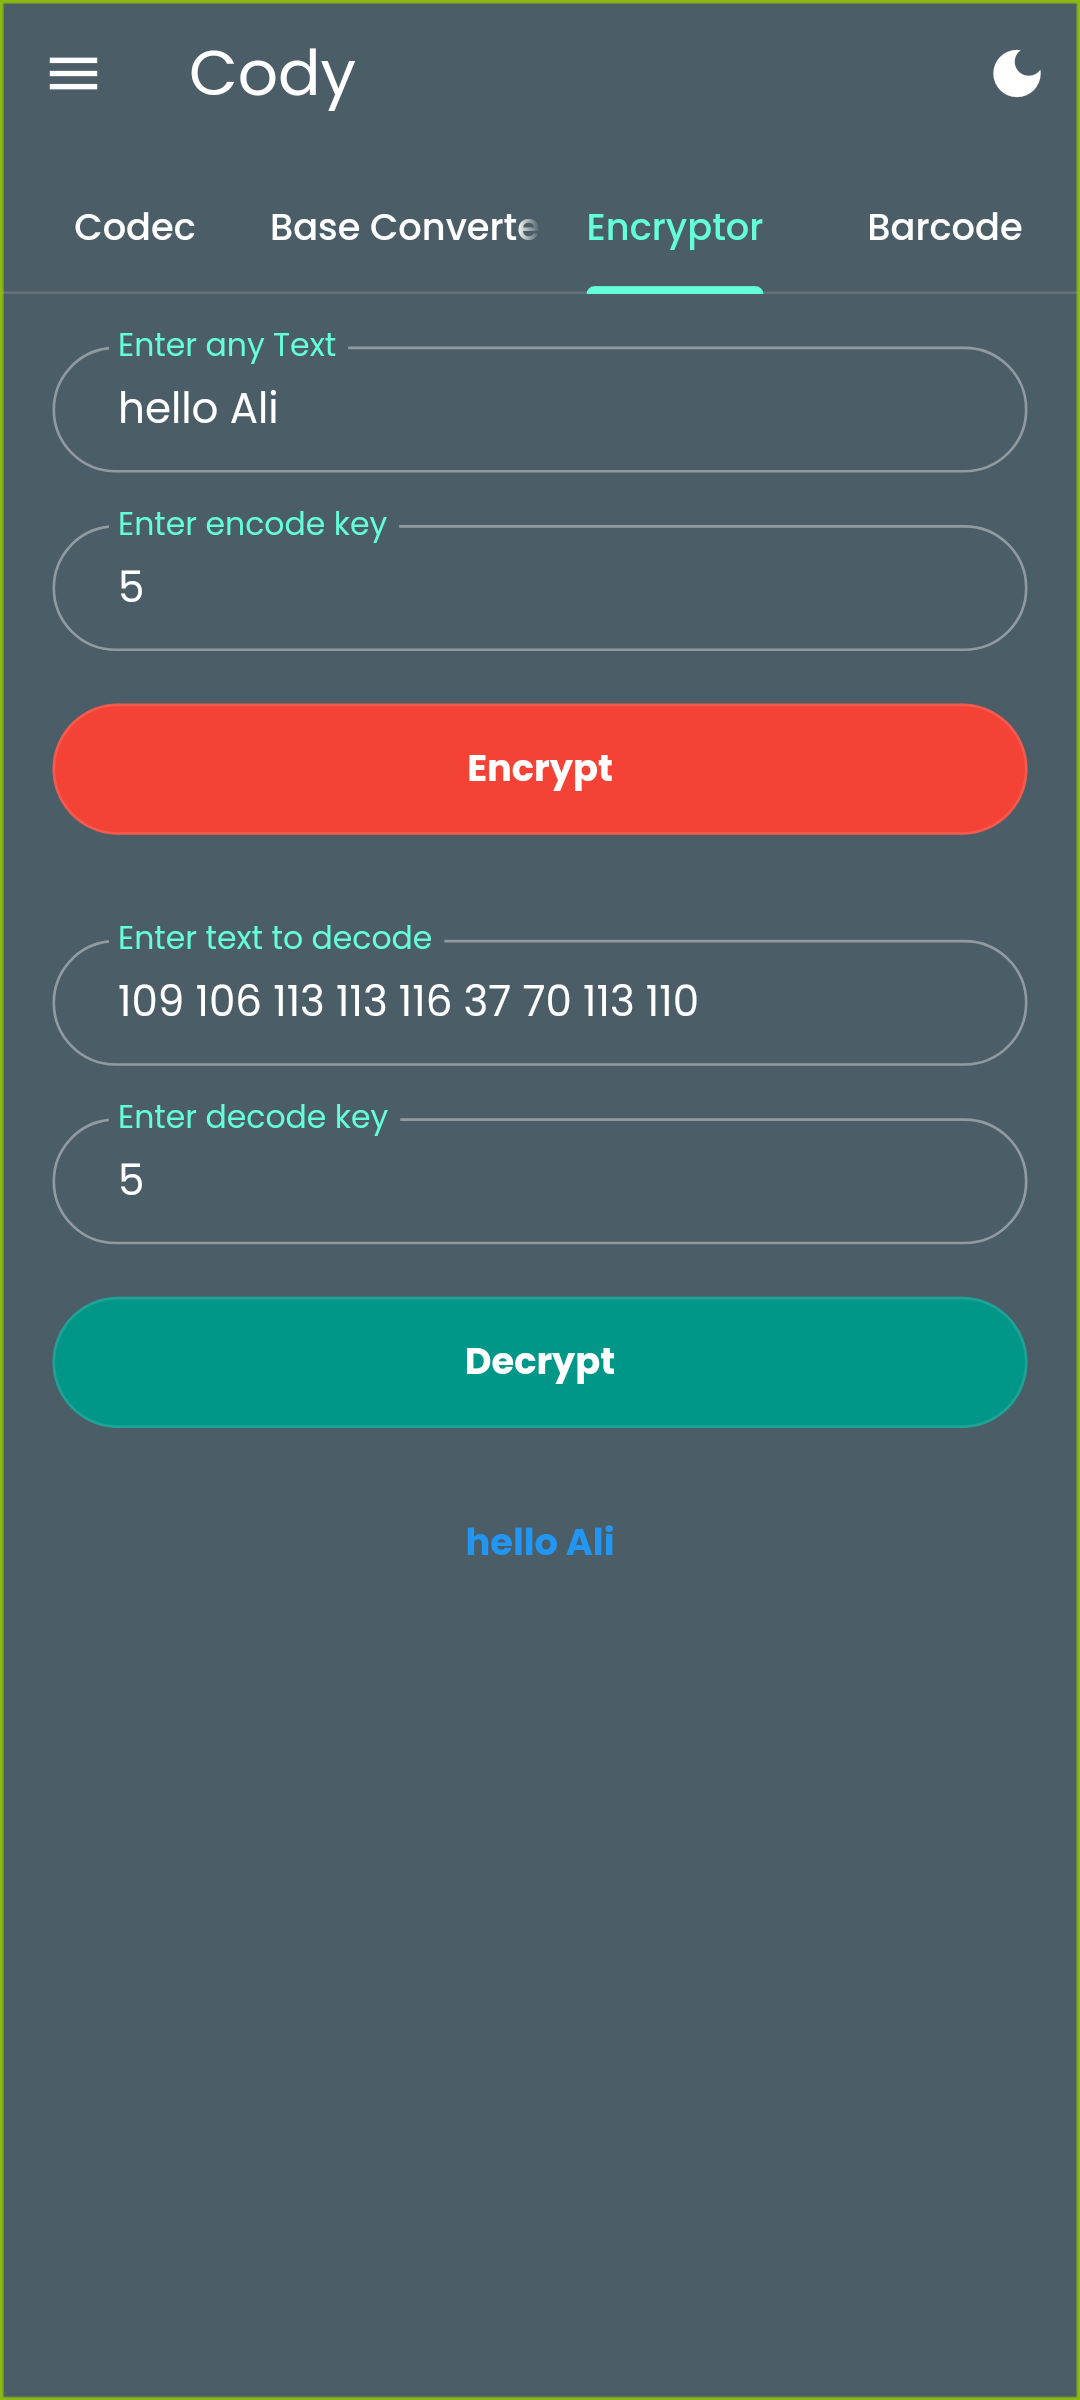 Cody
Codec Base Converte Encryptor Barcode
Enter any Text
hello Ali
Enter encode key
5
Encrypt
Enter text to decode
109 106 113 113 116 37 70 113 110
Enter decode key
5
Decrypt
hello Ali